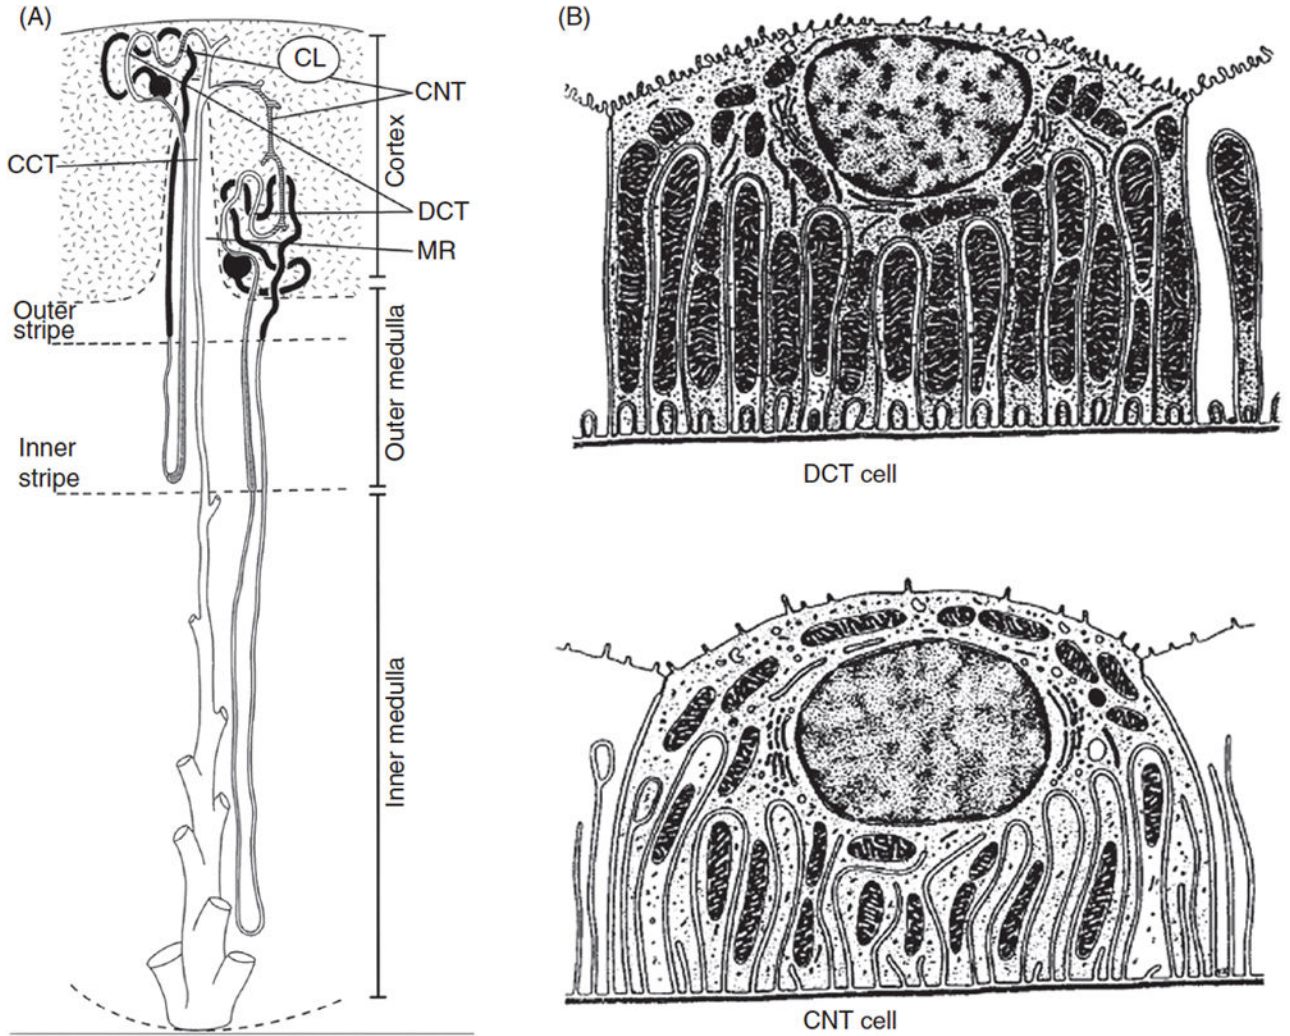 (A)
CL
CNT
CCT
DCT
MR
Cortex
Outer
stripe
Outer medulla
Inner
stripe
Inner medulla
(B)
DCT cell
CNT cell